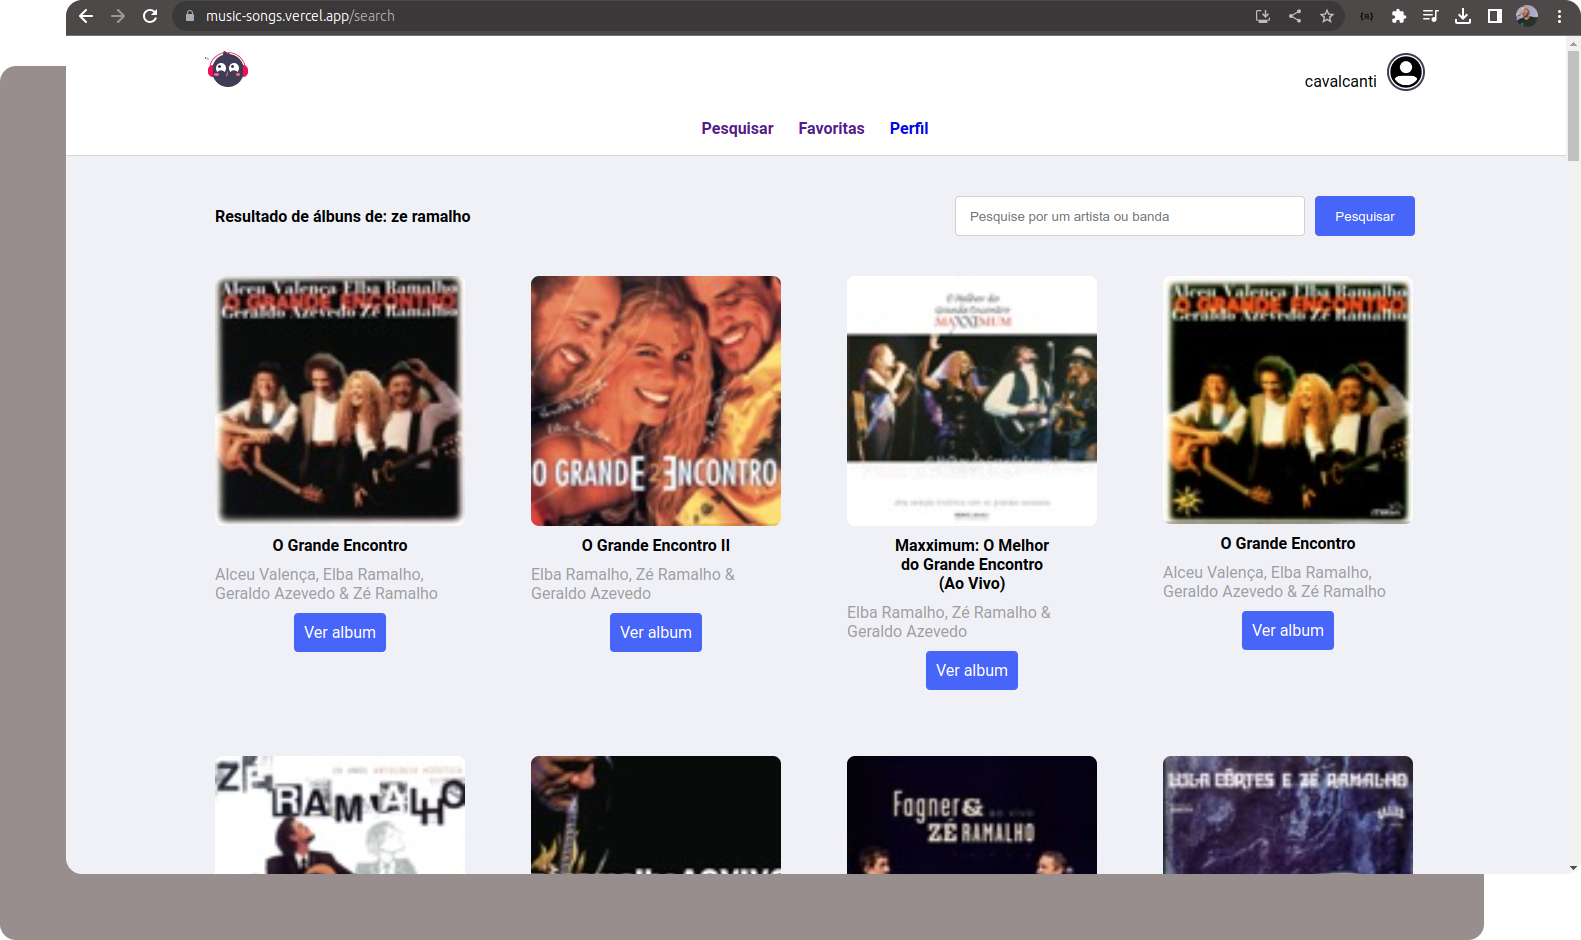 music-songs.vercel.app/search
cavalcanti
Pesquisar Favoritas Perfil
Resultado de álbuns de: ze ramalho
Pesquise por um artista ou banda
Pesquisar
Alceu Valença Elba Ramalho
O GRANDE ENCONTRO
Geraldo Azevedo Zé Ramalho
O GRANDE ENCONTRO
O Melhor do
Grande Encontro
MAXXIMUM
Alceu Valença Elba Ramalho
O GRANDE ENCONTRO
Geraldo Azevedo Zé Ramalho
O Grande Encontro
Alceu Valença, Elba Ramalho,
Geraldo Azevedo & Zé Ramalho
Ver album
O Grande Encontro II
Elba Ramalho, Zé Ramalho &
Geraldo Azevedo
Ver album
Maxximum: O Melhor
do Grande Encontro
(Ao Vivo)
Elba Ramalho, Zé Ramalho &
Geraldo Azevedo
Ver album
O Grande Encontro
Alceu Valença, Elba Ramalho,
Geraldo Azevedo & Zé Ramalho
Ver album
ZÉ
RAMALHO
Fagner &
ZÉ RAMALHO
LULA CÔRTES E ZÉ RAMALHO